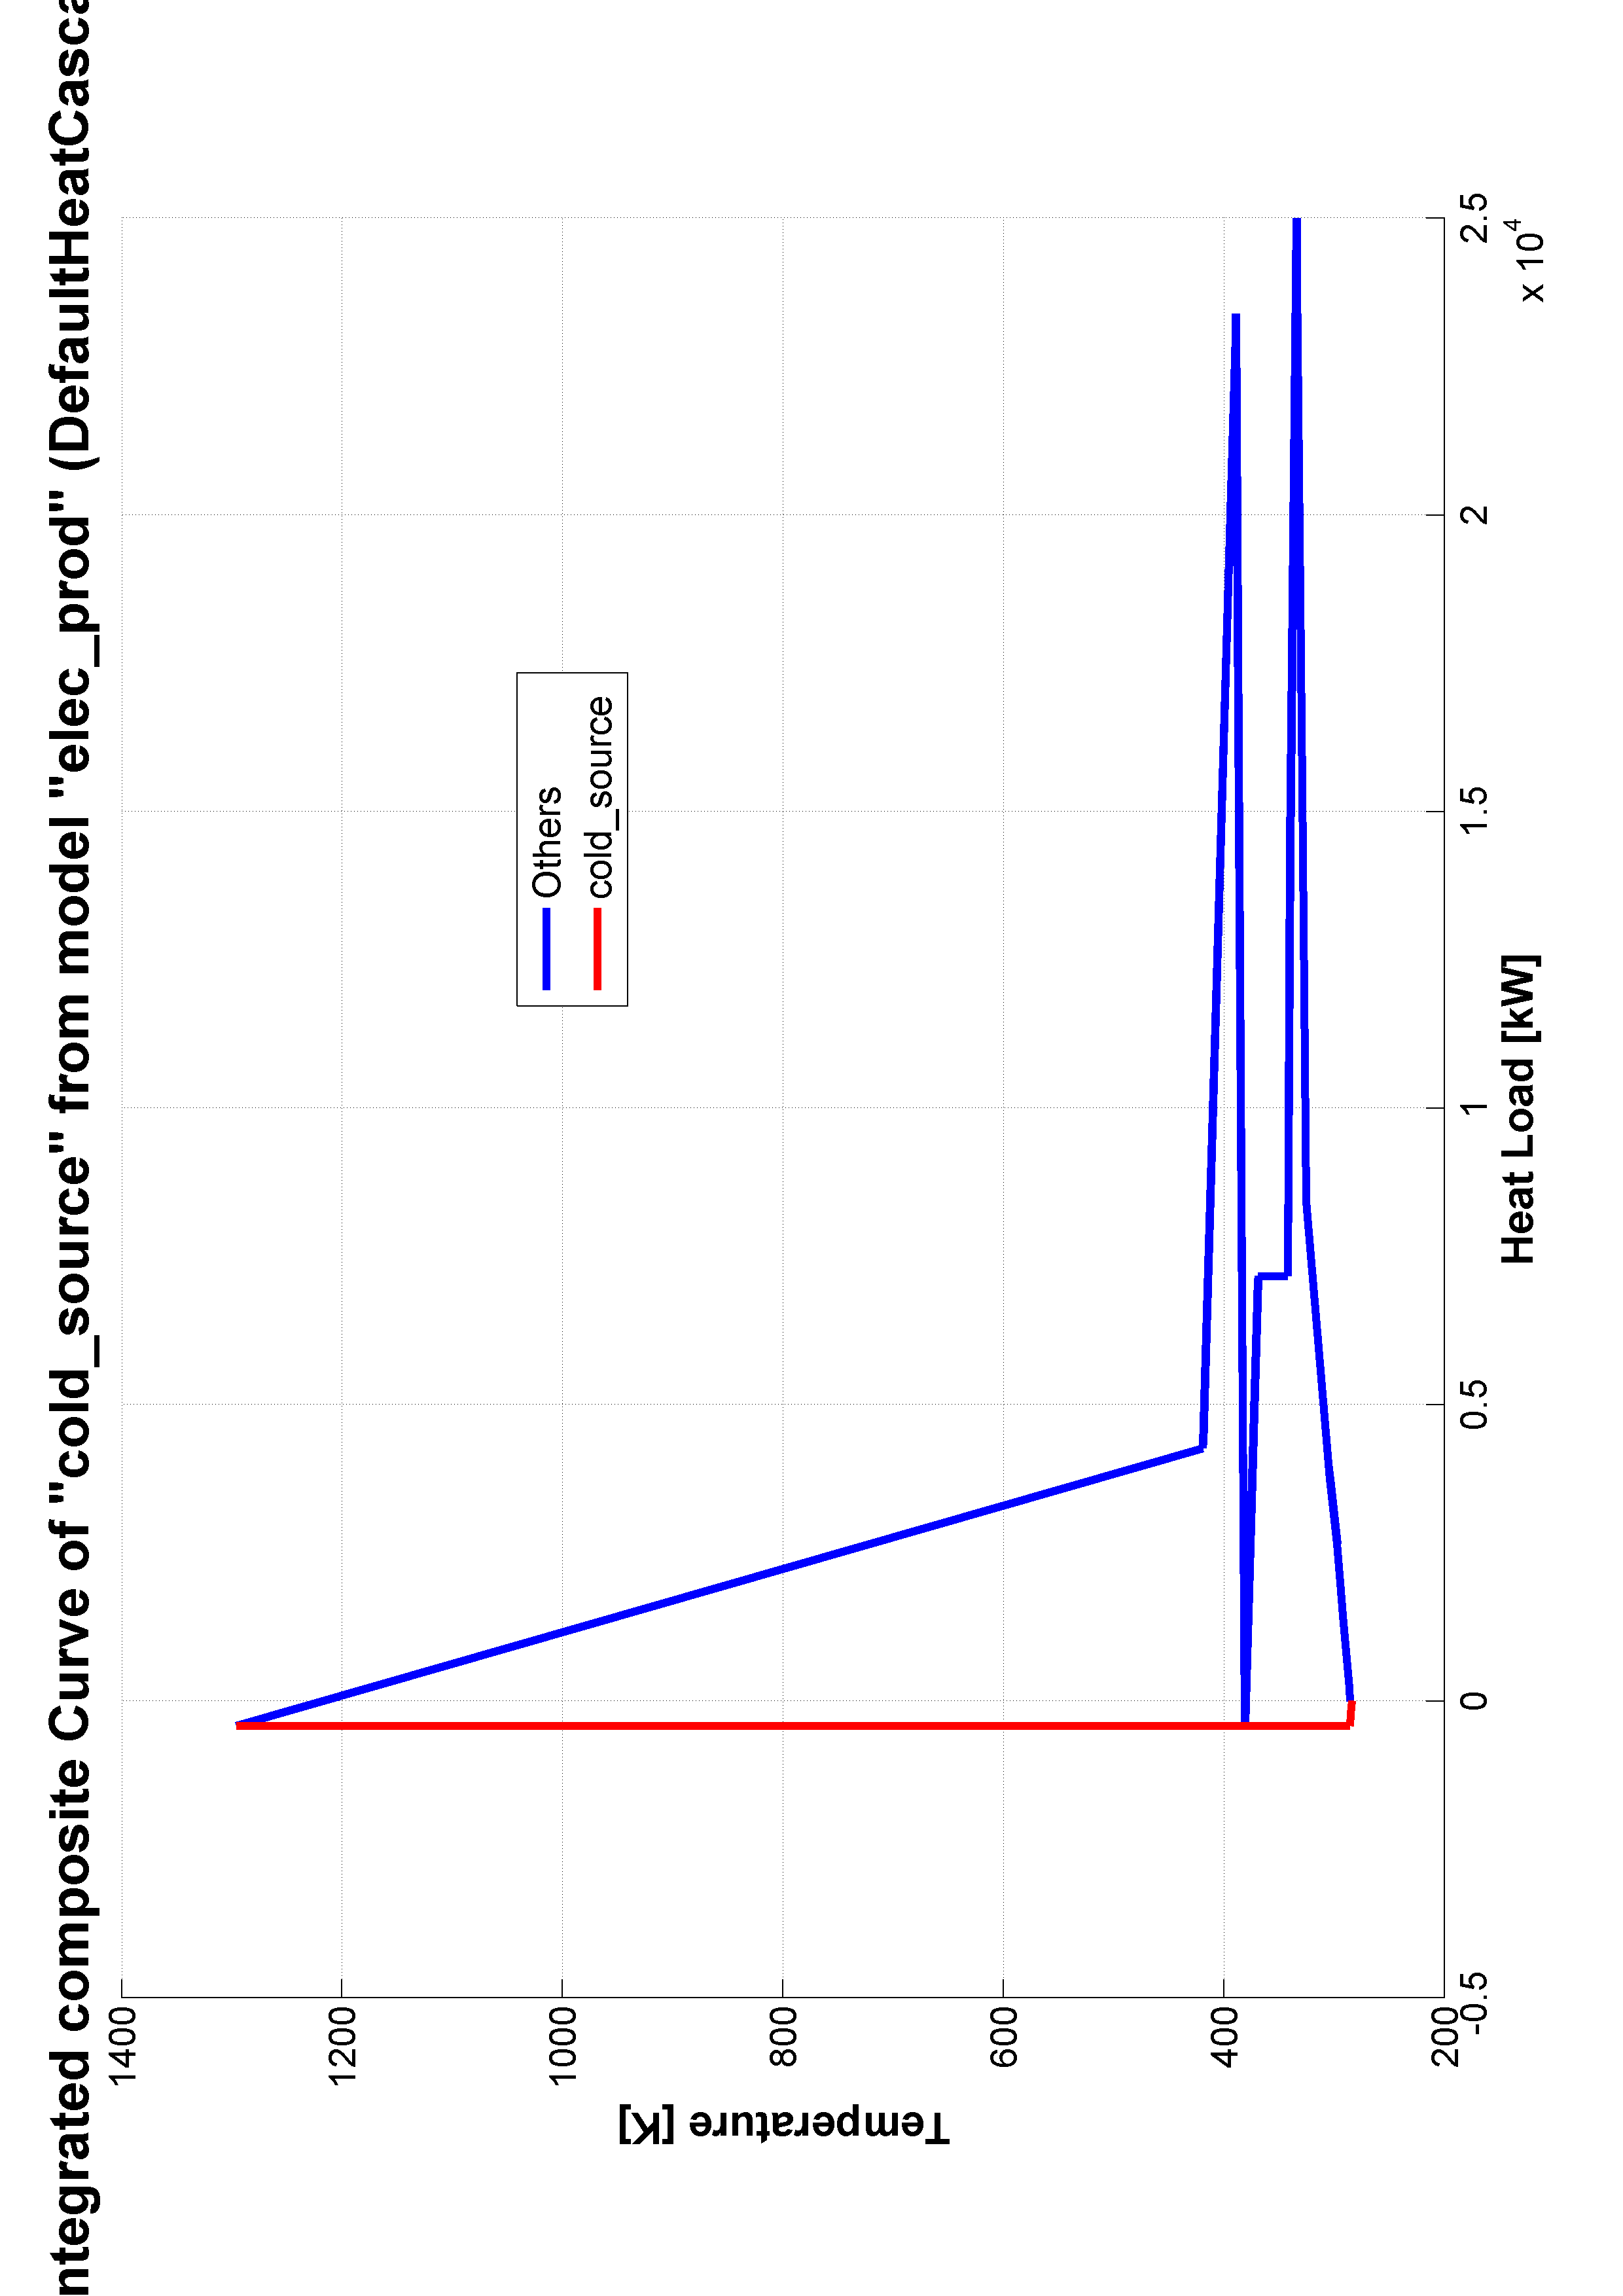 ntegrated composite Curve of "cold_source" from model "elec_prod" (DefaultHeatCasca
1400
1200
1000
800
600
400
200
Temperature [K]
Others
cold_source
-0.5
0
0.5
1
1.5
2
2.5
x 10^4
Heat Load [kW]